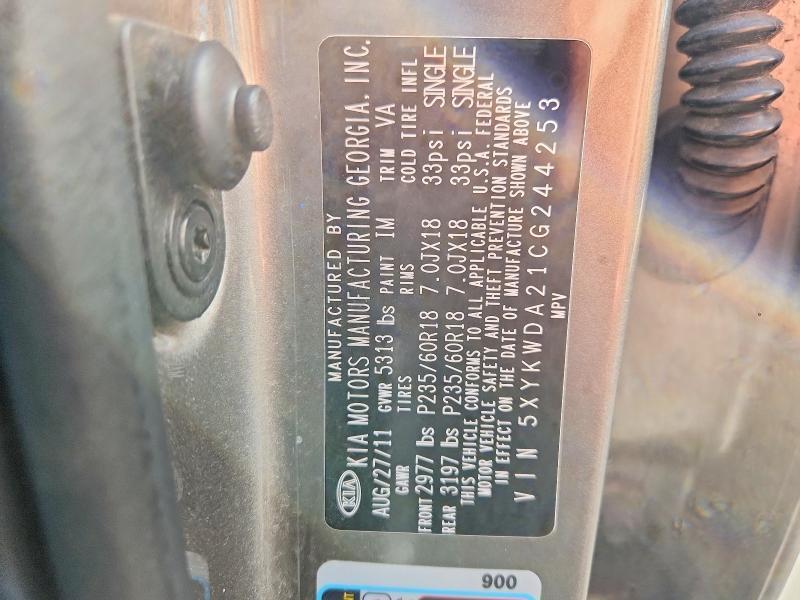 MANUFACTURED BY
KIA KIA MOTORS MANUFACTURING GEORGIA, INC.
AUG/27/11 GVWR 5313 lbs PAINT IM TRIM VA
GAWR TIRES RIMS COLD TIRE INFL
FRONT 2977 lbs P235/60R18 7.0JX18 33psi SINGLE
REAR 3197 lbs P235/60R18 7.0JX18 33psi SINGLE
THIS VEHICLE CONFORMS TO ALL APPLICABLE U.S.A. FEDERAL
MOTOR VEHICLE SAFETY AND THEFT PREVENTION STANDARDS
IN EFFECT ON THE DATE OF MANUFACTURE SHOWN ABOVE
VIN 5XYKWDA21CG244253
MPV
900